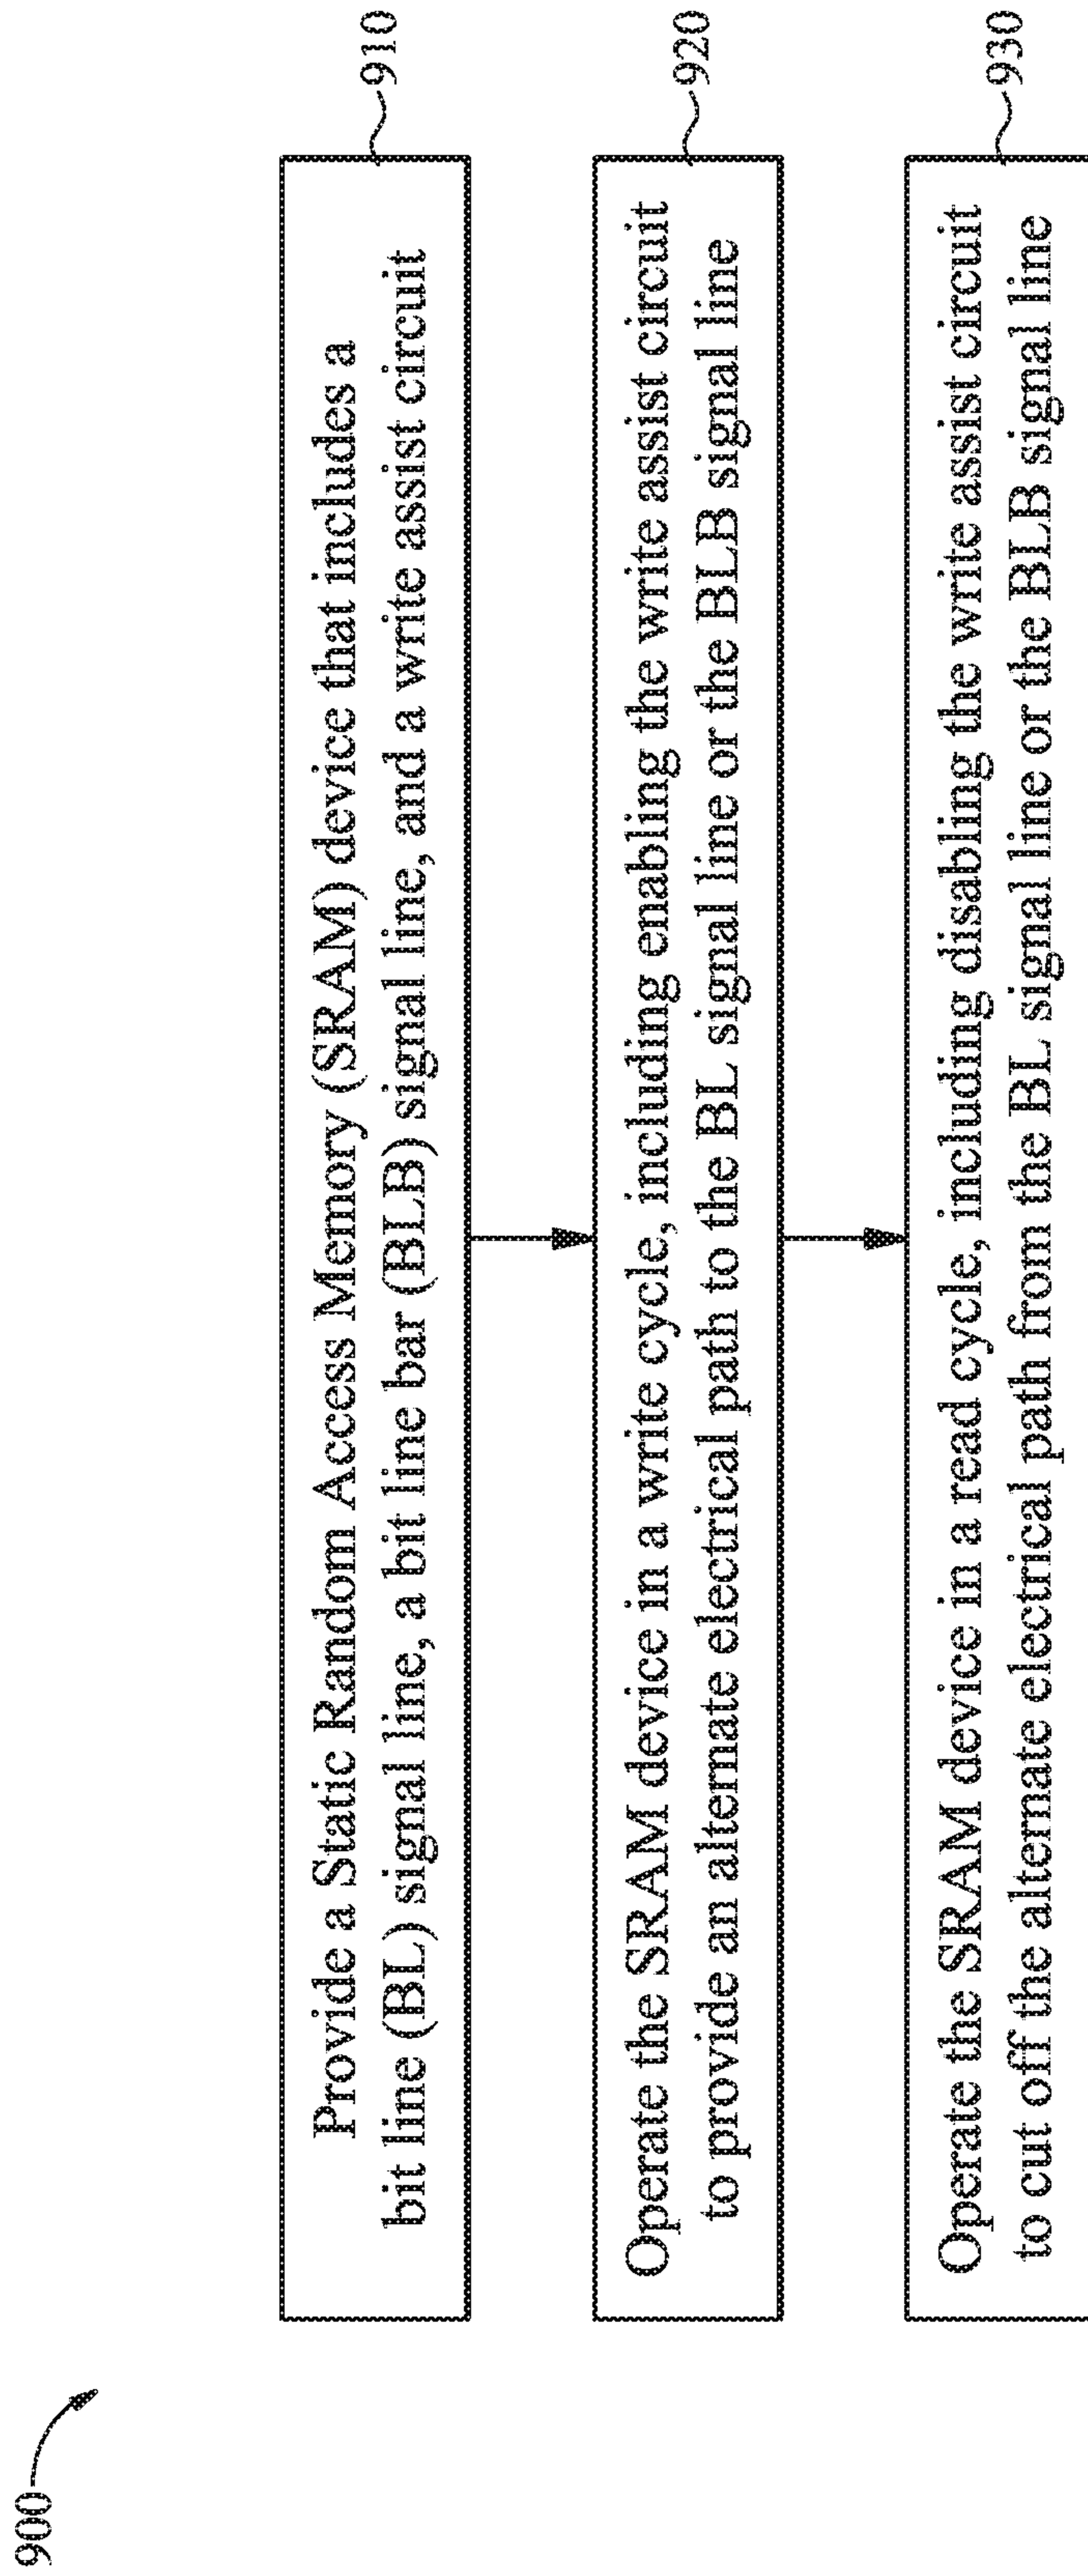 900
Provide a Static Random Access Memory (SRAM) device that includes a
bit line (BL) signal line, a bit line bar (BLB) signal line, and a write assist circuit
910
Operate the SRAM device in a write cycle, including enabling the write assist circuit
to provide an alternate electrical path to the BL signal line or the BLB signal line
920
Operate the SRAM device in a read cycle, including disabling the write assist circuit
to cut off the alternate electrical path from the BL signal line or the BLB signal line
930